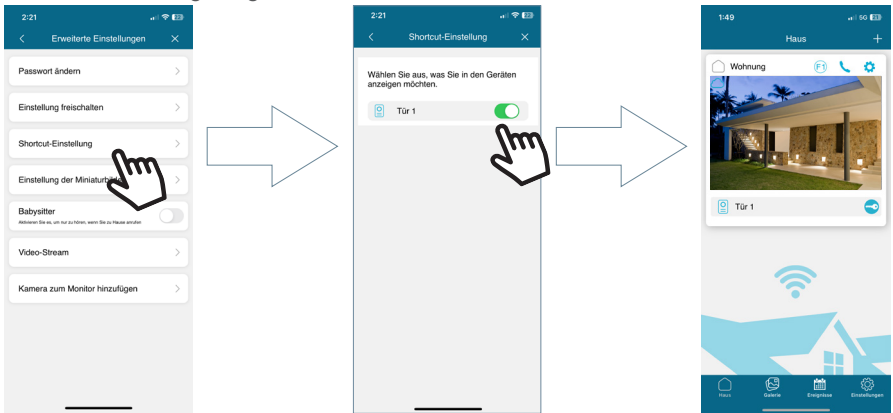 2:21
Erweiterte Einstellungen
Passwort ändern
Einstellung freischalten
Shortcut-Einstellung
Einstellung der Miniaturbilder
Babysitter
Aktivieren Sie es, um nur zu hören, wenn Sie zu Hause anrufen
Video-Stream
Kamera zum Monitor hinzufügen
2:21
Shortcut-Einstellung
Wählen Sie aus, was Sie in den Geräten
anzeigen möchten.
Tür 1
1:49
5G
Haus
Wohnung
F1
Tür 1
Haus
Galerie
Ereignisse
Einstellungen